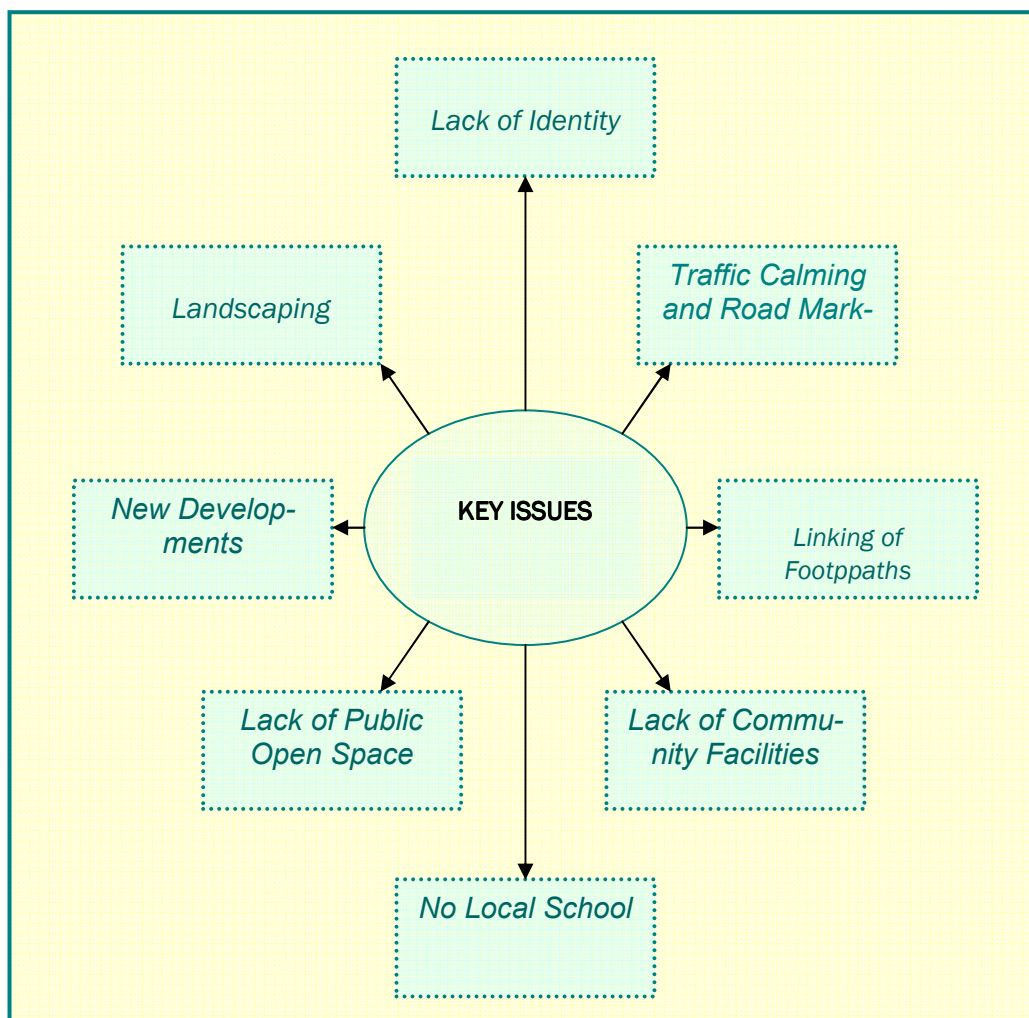 Lack of Identity
Landscaping
Traffic Calming
and Road Mark-
New Develop-
ments
KEY ISSUES
Linking of
Footppaths
Lack of Public
Open Space
Lack of Commu-
nity Facilities
No Local School